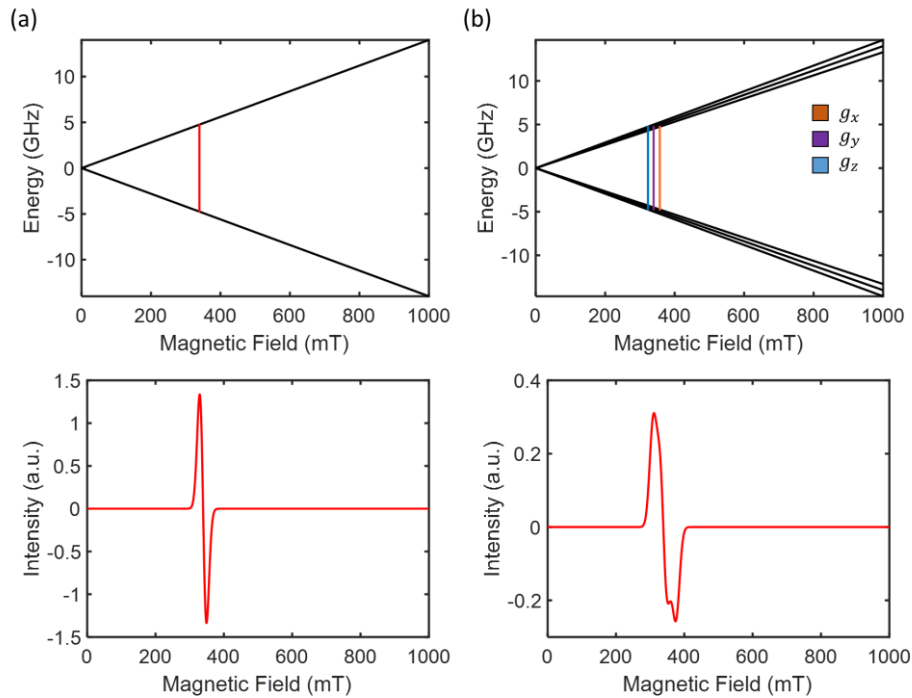 (a)
10
5
0
-5
-10
Energy (GHz)
0 200 400 600 800 1000
Magnetic Field (mT)
(b)
10
5
0
-5
-10
Energy (GHz)
g_x
g_y
g_z
0 200 400 600 800 1000
Magnetic Field (mT)
1.5
1
0.5
0
-0.5
-1
-1.5
Intensity (a.u.)
0 200 400 600 800 1000
Magnetic Field (mT)
0.4
0.2
0
-0.2
Intensity (a.u.)
0 200 400 600 800 1000
Magnetic Field (mT)